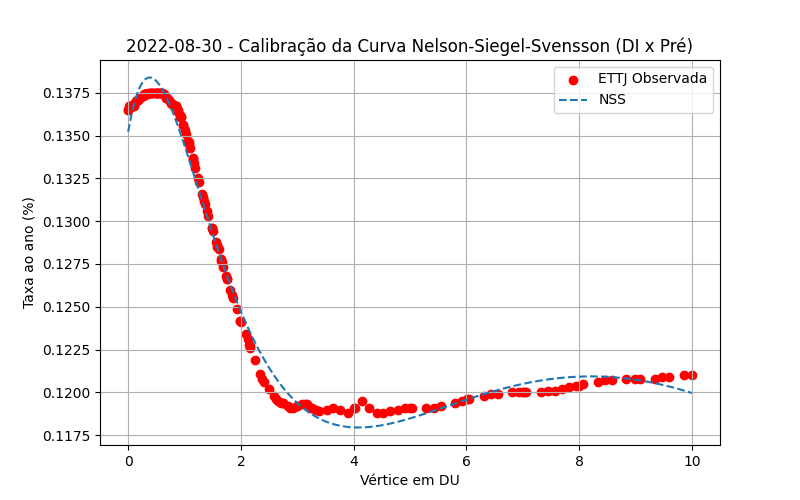 2022-08-30 - Calibração da Curva Nelson-Siegel-Svensson (DI x Pré)
ETTJ Observada
NSS
Taxa ao ano (%)
0.1375
0.1350
0.1325
0.1300
0.1275
0.1250
0.1225
0.1200
0.1175
0 2 4 6 8 10
Vértice em DU